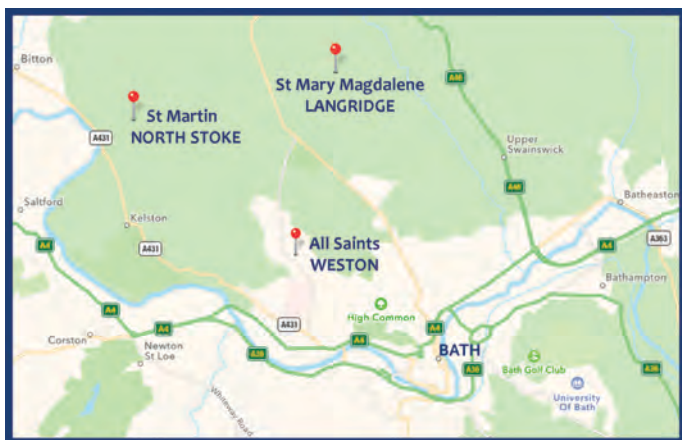 Bitton
St Mary Magdalene
LANGRIDGE
A46
St Martin
NORTH STOKE
A431
Upper
Swainswick
A46
Saltford
Batheaston
Kelston
A4
A431
All Saints
WESTON
A4
A363
Bathampton
High Common
A4
A431
A4
A4
A4
Corston
Newton
St Loe
A36
BATH
Bath Golf Club
A36
A36
University
Of Bath
Whiteway Road